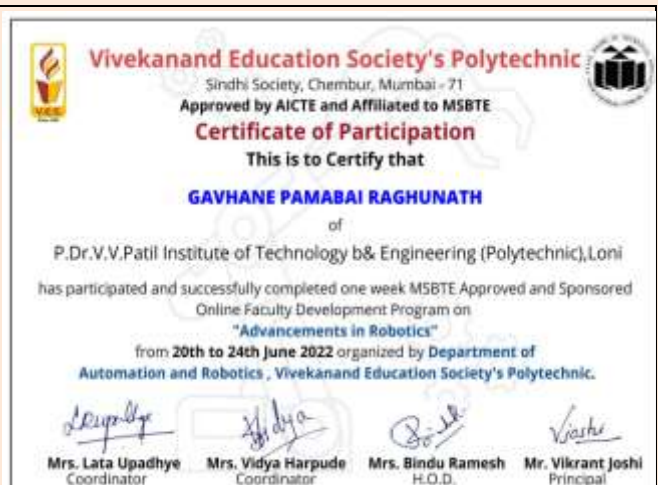 Vivekanand Education Society's Polytechnic
Sindhi Society, Chembur, Mumbai - 71
Approved by AICTE and Affiliated to MSBTE
Certificate of Participation
This is to Certify that
GAVHANE PAMABAI RAGHUNATH
of
P.Dr.V.V.Patil Institute of Technology b& Engineering (Polytechnic),Loni
has participated and successfully completed one week MSBTE Approved and Sponsored
Online Faculty Development Program on
"Advancements in Robotics"
from 20th to 24th June 2022 organized by Department of
Automation and Robotics , Vivekanand Education Society's Polytechnic.
Mrs. Lata Upadhye Mrs. Vidya Harpude Mrs. Bindu Ramesh Mr. Vikrant Joshi
Coordinator Coordinator H.O.D. Principal